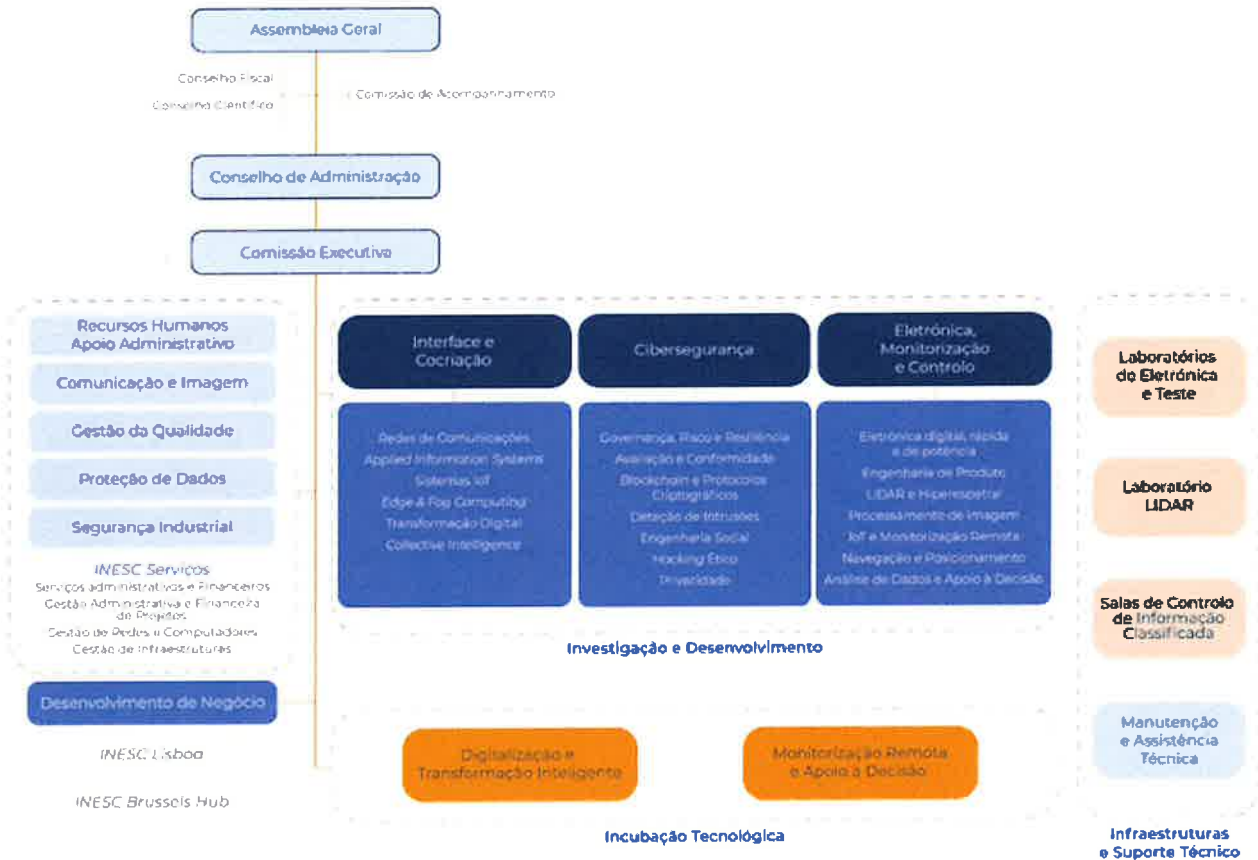 Assembleia Geral
Conselho Fiscal
Conselho Científico
Comissão de Acompanhamento
Conselho de Administração
Comissão Executiva
Recursos Humanos
Apoio Administrativo
Comunicação e Imagem
Gestão da Qualidade
Proteção de Dados
Segurança Industrial
INESC Serviços
Serviços administrativos e Financeiros
Gestão Administrativa e Financeira
de Projetos
Gestão de Redes e Computadores
Gestão de Infraestruturas
Desenvolvimento de Negócio
INESC Lisboa
INESC Brussels Hub
Interface e
Cocriação
Redes de Comunicações
Applied Information Systems
Sistemas IoT
Edge & Fog Computing
Transformação Digital
Collective Intelligence
Cibersegurança
Governança, Risco e Resiliência
Avaliação e Conformidade
Blockchain e Protocolos
Criptográficos
Deteção de Intrusões
Engenharia Social
Hacking Ético
Privacidade
Eletrónica,
Monitorização
e Controlo
Eletrónica digital, rápida
e de potência
Engenharia de Produto
LIDAR e Hiperespetral
Processamento de Imagem
IoT e Monitorização Remota
Navegação e Posicionamento
Análise de Dados e Apoio à Decisão
Investigação e Desenvolvimento
Digitalização e
Transformação Inteligente
Monitorização Remota
e Apoio à Decisão
Incubação Tecnológica
Laboratórios
de Eletrónica
e Teste
Laboratório
LIDAR
Salas de Controlo
de Informação
Classificada
Manutenção
e Assistência
Técnica
Infraestruturas
e Suporte Técnico